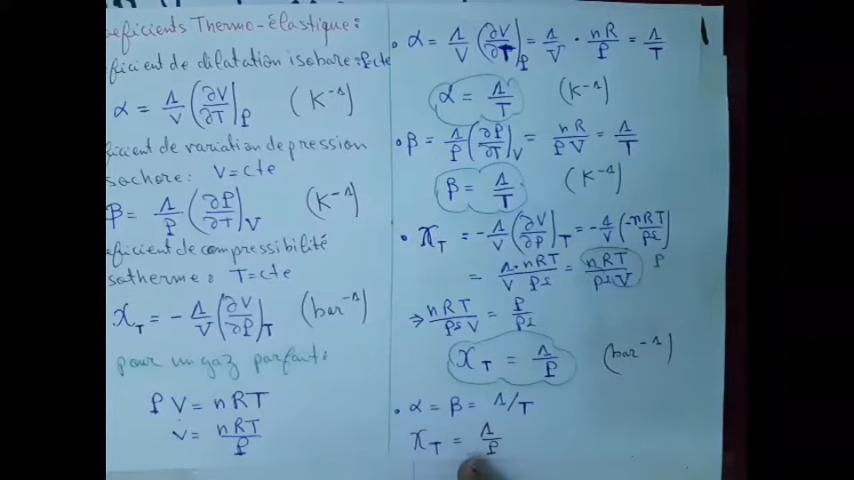 efficients Thermo-élastique:
fficient de dilatation isobare: P=cte
α = 1/V (∂V/∂T)|P (K⁻¹)
ficient de variation de pression
sochore: V=cte
β = 1/P (∂P/∂T)|V (K⁻¹)
efficient de compressibilité
sotherme: T=cte
χT = -1/V (∂V/∂P)|T (bar⁻¹)
pour un gaz parfait:
PV = nRT
V = nRT/P
• α = 1/V (∂V/∂T)|P = 1/V · nR/P = 1/T
α = 1/T (K⁻¹)
• β = 1/P (∂P/∂T)|V = nR/PV = 1/T
β = 1/T (K⁻¹)
• χT = -1/V (∂V/∂P)|T = -1/V (-nRT/P²)
= 1/V · nRT/P² = nRT/P²V P
⇒ nRT/P²V = P/P²
χT = 1/P (bar⁻¹)
• α = β = 1/T
χT = 1/P